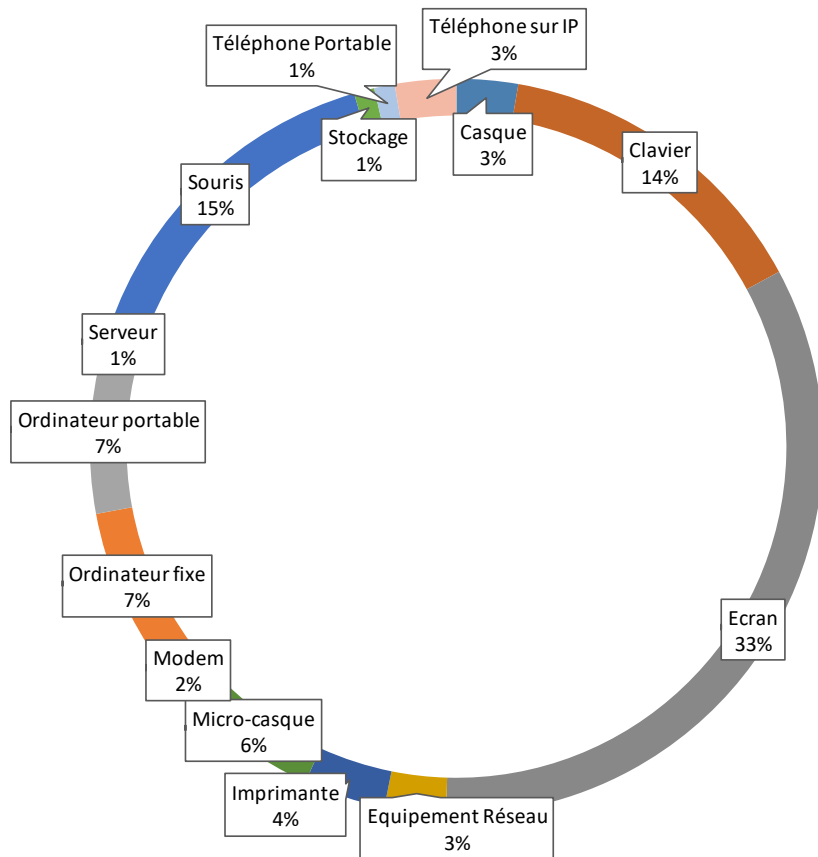 Téléphone Portable
1%
Téléphone sur IP
3%
Stockage
1%
Casque
3%
Clavier
14%
Souris
15%
Serveur
1%
Ordinateur portable
7%
Ordinateur fixe
7%
Ecran
33%
Modem
2%
Micro-casque
6%
Imprimante
4%
Equipement Réseau
3%